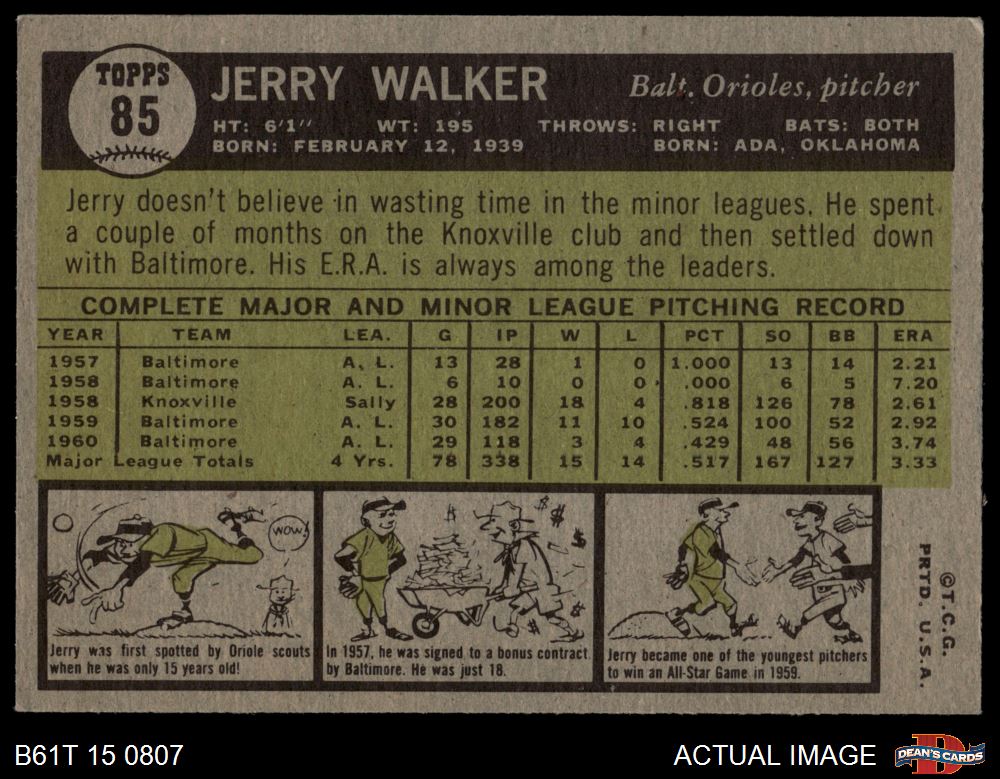 TOPPS
85
JERRY WALKER
Balt. Orioles, pitcher
HT: 6'1" WT: 195 THROWS: RIGHT BATS: BOTH
BORN: FEBRUARY 12, 1939 BORN: ADA, OKLAHOMA
Jerry doesn't believe in wasting time in the minor leagues. He spent
a couple of months on the Knoxville club and then settled down
with Baltimore. His E.R.A. is always among the leaders.
COMPLETE MAJOR AND MINOR LEAGUE PITCHING RECORD
YEAR TEAM LEA. G IP W L PCT SO BB ERA
1957 Baltimore A. L. 13 28 1 0 1.000 13 14 2.21
1958 Baltimore A. L. 6 10 0 0 .000 6 5 7.20
1958 Knoxville Sally 28 200 18 4 .818 126 78 2.61
1959 Baltimore A. L. 30 182 11 10 .524 100 52 2.92
1960 Baltimore A. L. 29 118 3 4 .429 48 56 3.74
Major League Totals 4 Yrs. 78 338 15 14 .517 167 127 3.33
WOW!
Jerry was first spotted by Oriole scouts
when he was only 15 years old!
$ $ $ $ $
In 1957, he was signed to a bonus contract
by Baltimore. He was just 18.
Jerry became one of the youngest pitchers
to win an All-Star Game in 1959.
©T.C.G.
PRTD. U.S.A.
B61T 15 0807
ACTUAL IMAGE
D
DEAN'S CARDS